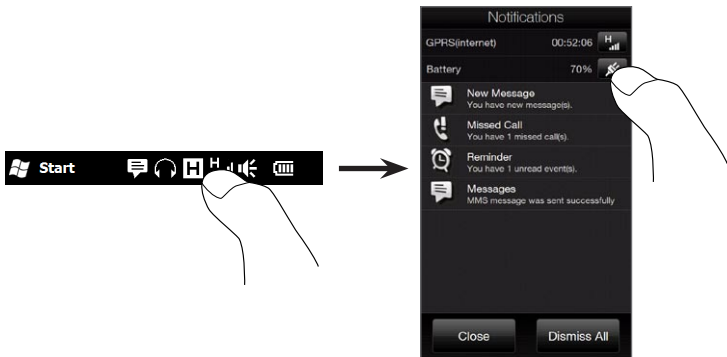 Start
H
H
Notifications
GPRS(internet) 00:52:06 H
Battery 70%
New Message
You have new message(s).
Missed Call
You have 1 missed call(s).
Reminder
You have 1 unread event(s).
Messages
MMS message was sent successfully
Close Dismiss All